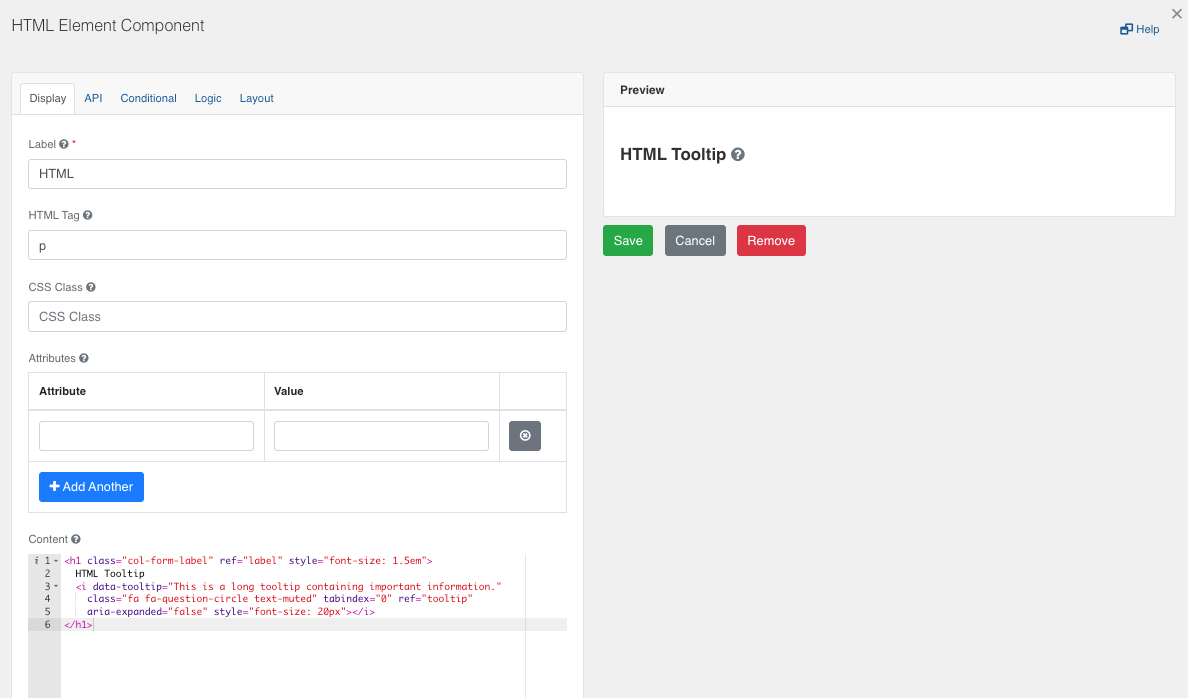 HTML Element Component
Help
Display API Conditional Logic Layout
Label *
HTML
HTML Tag
p
CSS Class
CSS Class
Attributes
Attribute Value
Add Another
Content
i 1 <h1 class="col-form-label" ref="label" style="font-size: 1.5em">
2 HTML Tooltip
3 <i data-tooltip="This is a long tooltip containing important information."
4 class="fa fa-question-circle text-muted" tabindex="0" ref="tooltip"
5 aria-expanded="false" style="font-size: 20px"></i>
6 </h1>
Preview
HTML Tooltip
Save Cancel Remove